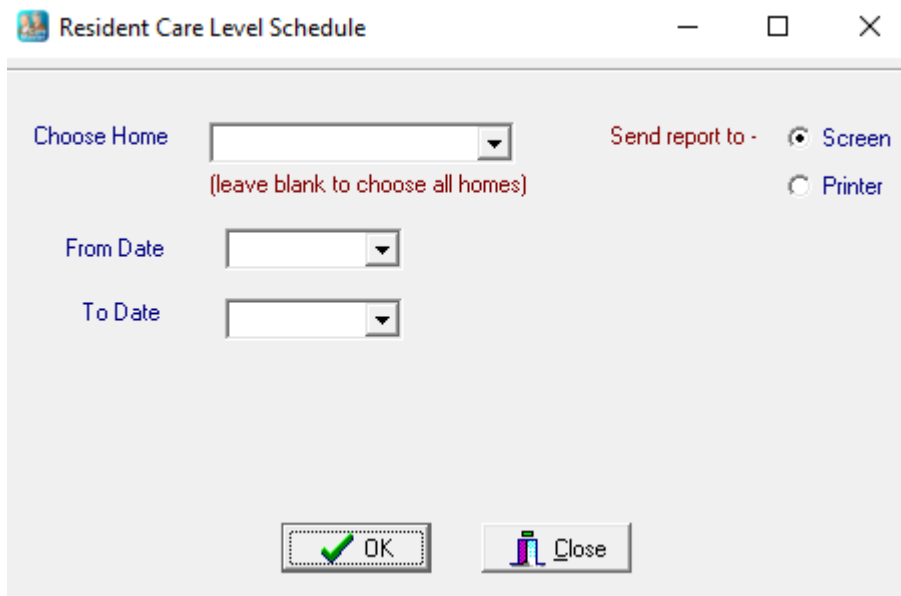 Resident Care Level Schedule
Choose Home
Send report to -
Screen
(leave blank to choose all homes)
Printer
From Date
To Date
OK
Close